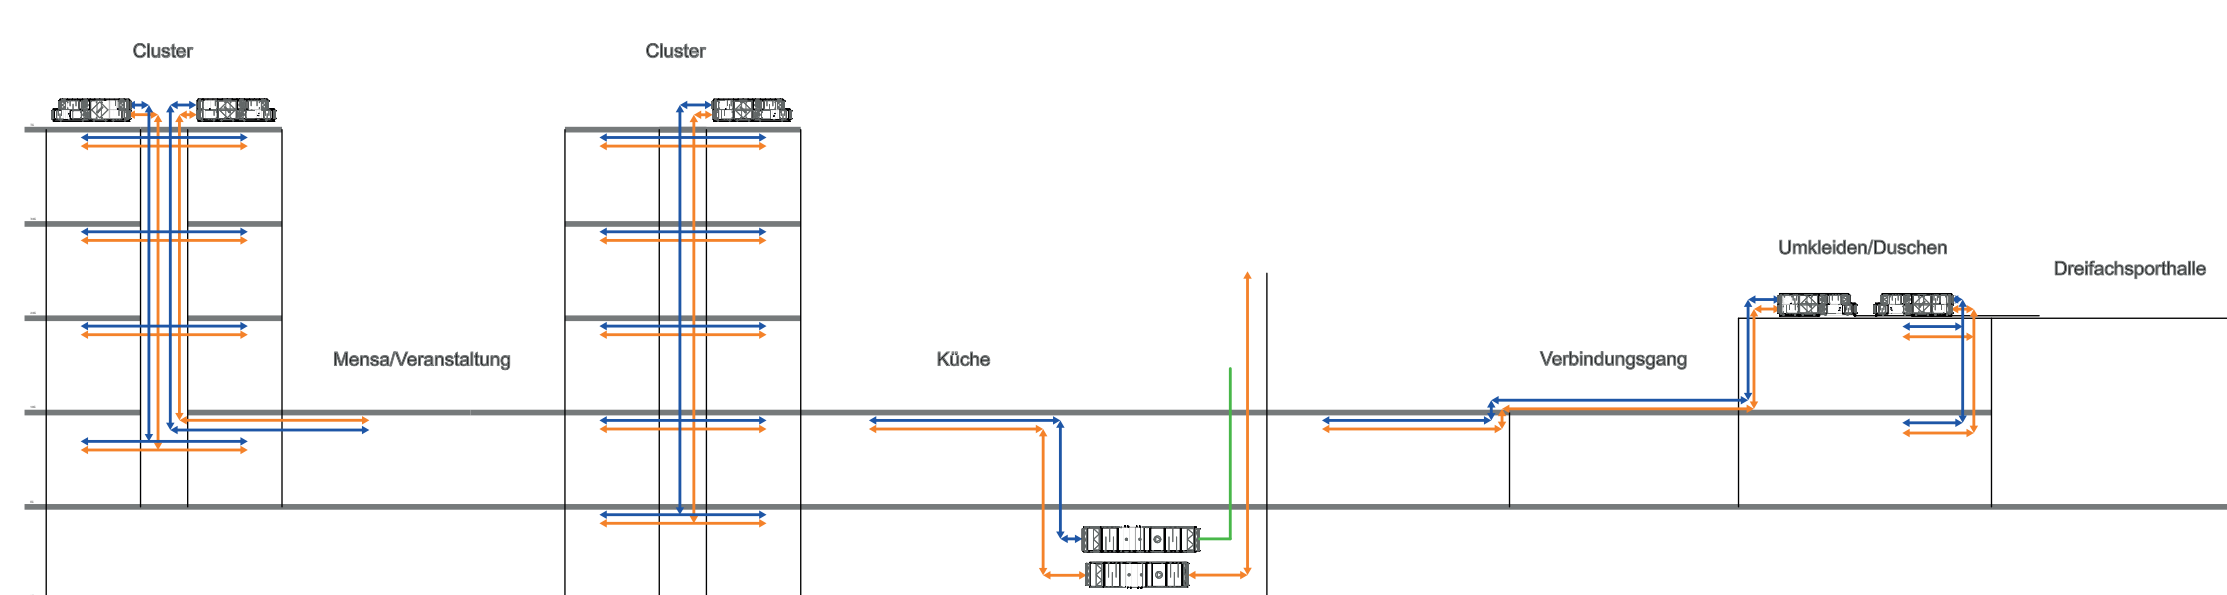 Cluster
Cluster
Umkleiden/Duschen
Dreifachsporthalle
Mensa/Veranstaltung
Küche
Verbindungsgang